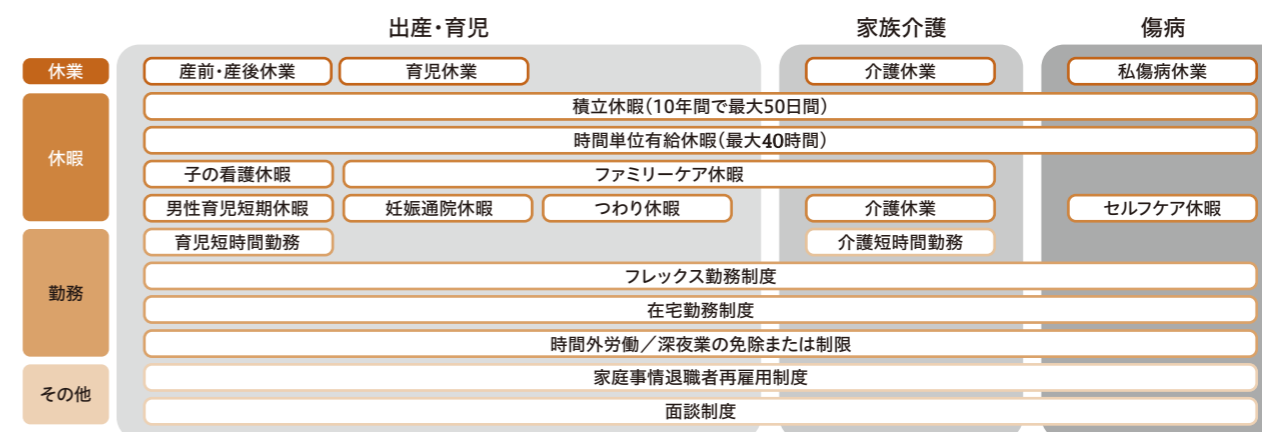 出産・育児 家族介護 傷病
休業 産前・産後休業 育児休業 介護休業 私傷病休業
積立休暇（10年間で最大50日間）
時間単位有給休暇（最大40時間）
休暇
子の看護休暇 ファミリーケア休暇
男性育児短期休暇 妊娠通院休暇 つわり休暇 介護休業 セルフケア休暇
育児短時間勤務 介護短時間勤務
フレックス勤務制度
勤務
在宅勤務制度
時間外労働／深夜業の免除または制限
家庭事情退職者再雇用制度
その他
面談制度